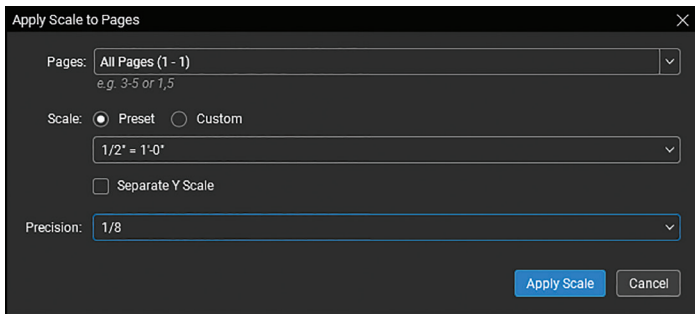 Apply Scale to Pages
Pages: All Pages (1 - 1)
e.g. 3-5 or 1,5
Scale: Preset Custom
1/2" = 1'-0"
Separate Y Scale
Precision: 1/8
Apply Scale Cancel